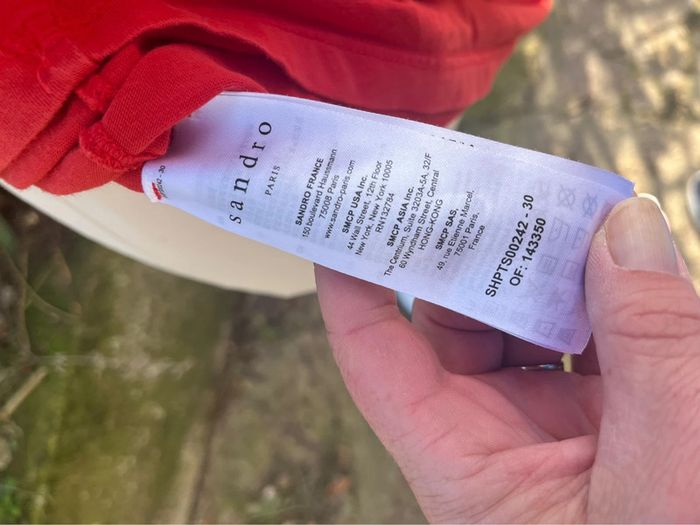 sandro
PARIS
SANDRO FRANCE
150 boulevard Haussmann
75008 Paris
www.sandro-paris.com
SMCP USA Inc.
44 Wall Street, 12th Floor
New York, New York 10005
RN132784
SMCP ASIA Inc.
The Centrium, Suite 3203A-4A, 32/F
60 Wyndham Street, Central
HONG-KONG
SMCP SAS,
49, rue Etienne Marcel,
75001 Paris,
France
SHPTS00242 - 30
OF: 143350